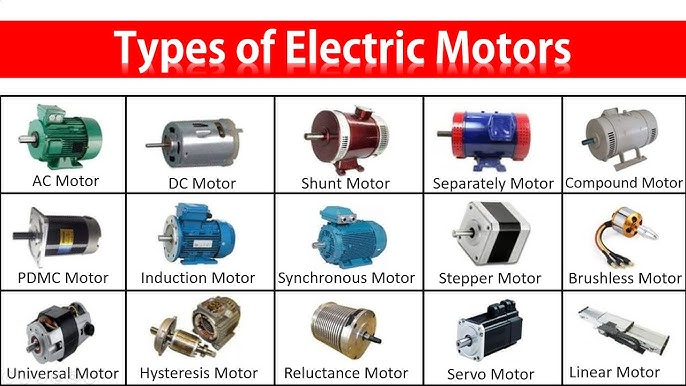 Types of Electric Motors
AC Motor
DC Motor
Shunt Motor
Separately Motor
Compound Motor
PDMC Motor
Induction Motor
Synchronous Motor
Stepper Motor
Brushless Motor
Universal Motor
Hysteresis Motor
Reluctance Motor
Servo Motor
Linear Motor